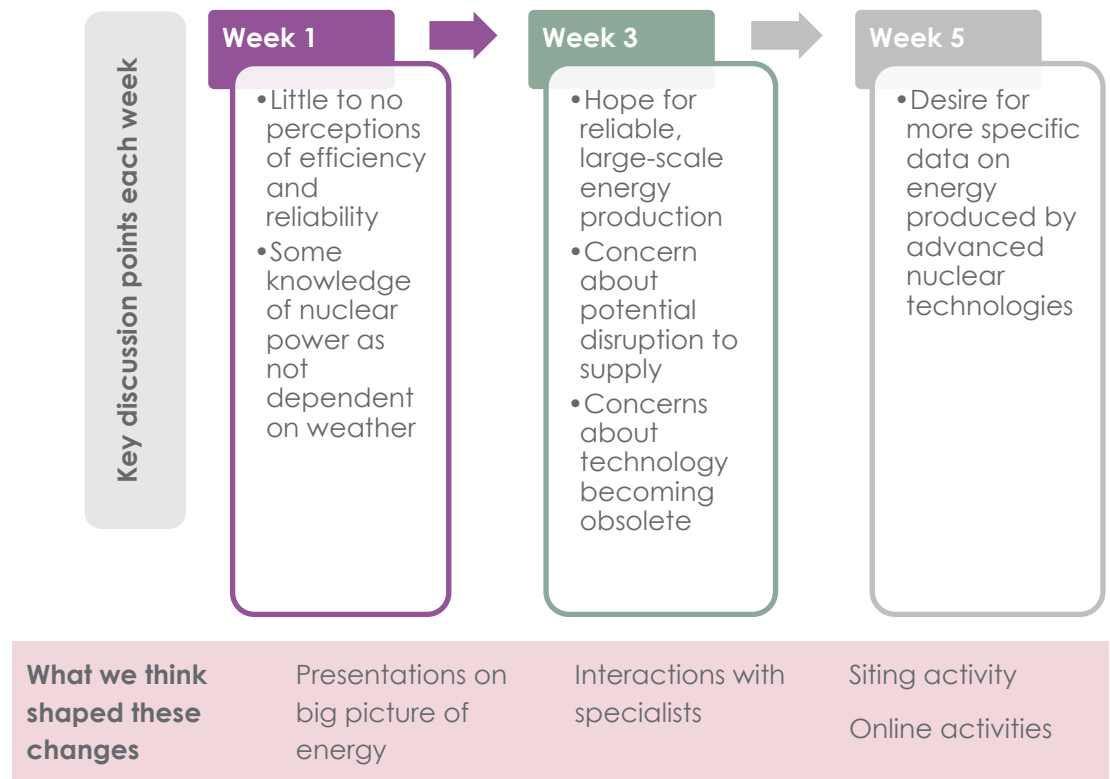 Key discussion points each week
Week 1
•Little to no
perceptions
of efficiency
and
reliability
•Some
knowledge
of nuclear
power as
not
dependent
on weather
Week 3
•Hope for
reliable,
large-scale
energy
production
•Concern
about
potential
disruption to
supply
•Concerns
about
technology
becoming
obsolete
Week 5
•Desire for
more specific
data on
energy
produced by
advanced
nuclear
technologies
What we think
shaped these
changes
Presentations on
big picture of
energy
Interactions with
specialists
Siting activity
Online activities